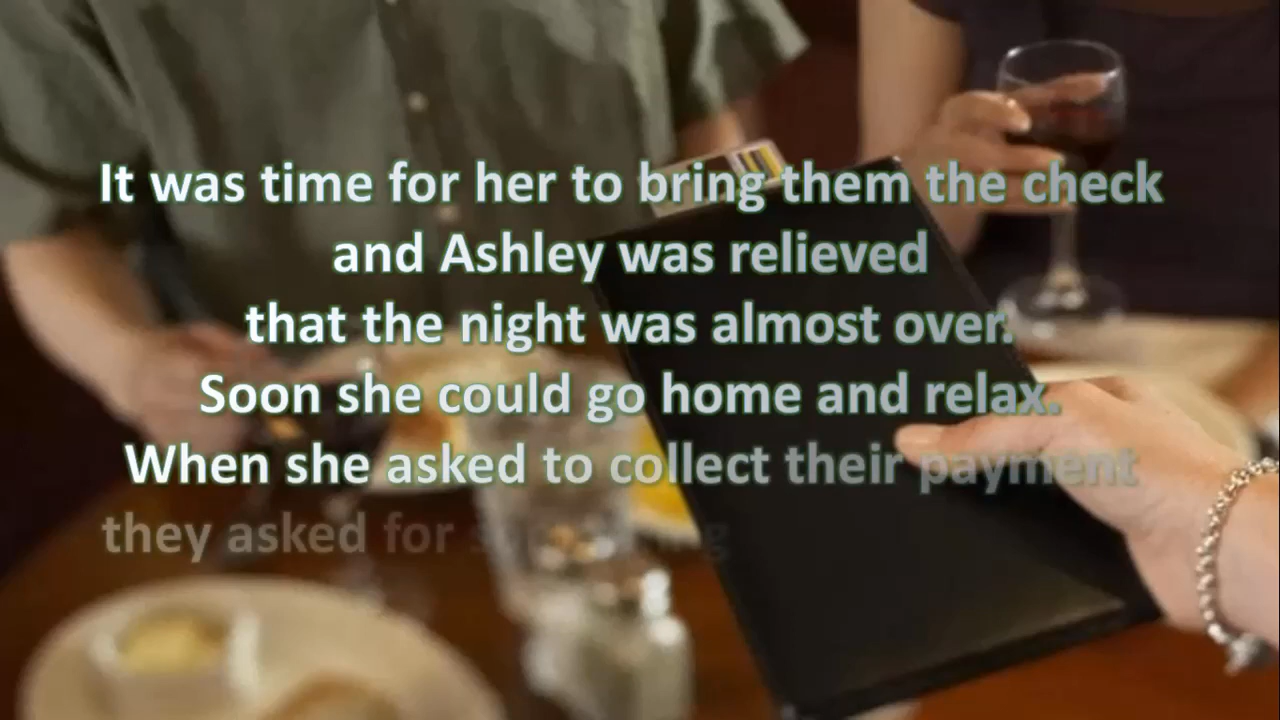 It was time for her to bring them the check
and Ashley was relieved
that the night was almost over.
Soon she could go home and relax.
When she asked to collect their payment
they asked for something